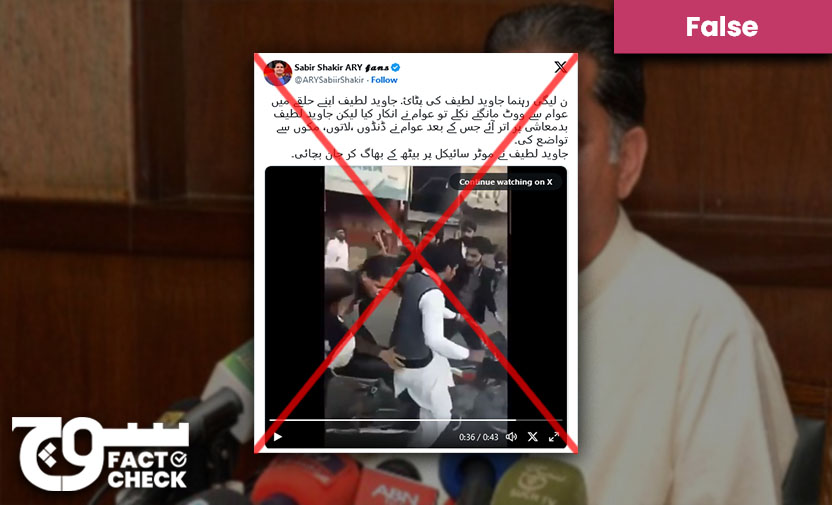 False
Sabir Shakir ARY 𝓯𝓪𝓷𝓼
@ARYSabiirShakir · Follow
ن لیگی رہنما جاوید لطیف کی پٹائی۔ جاوید لطیف اپنے حلقے میں
عوام سے ووٹ مانگنے نکلے تو عوام نے انکار کیا لیکن جاوید لطیف
بدمعاشی پر اتر آئے جس کے بعد عوام نے ڈنڈوں ،لاتوں، مکوں سے
تواضع کی۔
جاوید لطیف نے موٹر سائیکل پر بیٹھ کے بھاگ کر جان بچائی۔
Continue watching on X
0:36 / 0:43
سوچ
FACT
CHECK
ABN